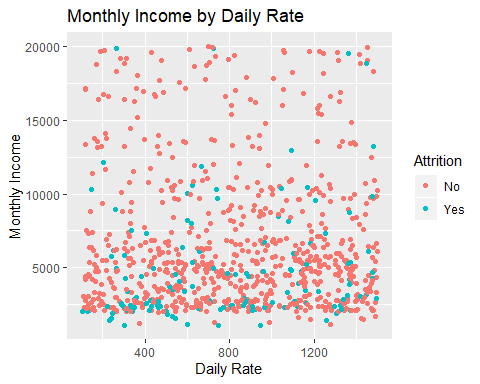 Monthly Income by Daily Rate
20000
15000
10000
5000
Monthly Income
400 800 1200
Daily Rate
Attrition
No
Yes